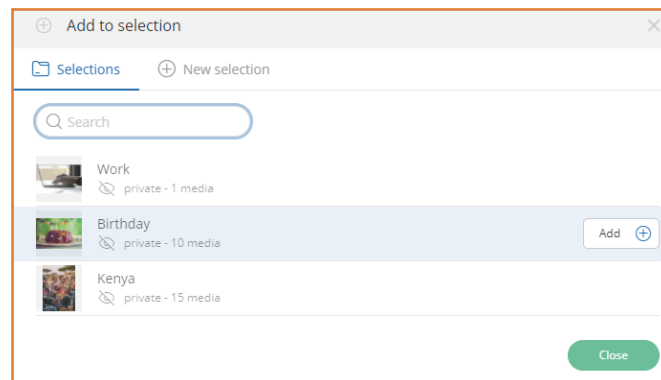 Add to selection
Selections
New selection
Search
Work
private - 1 media
Birthday
private - 10 media
Add
Kenya
private - 15 media
Close